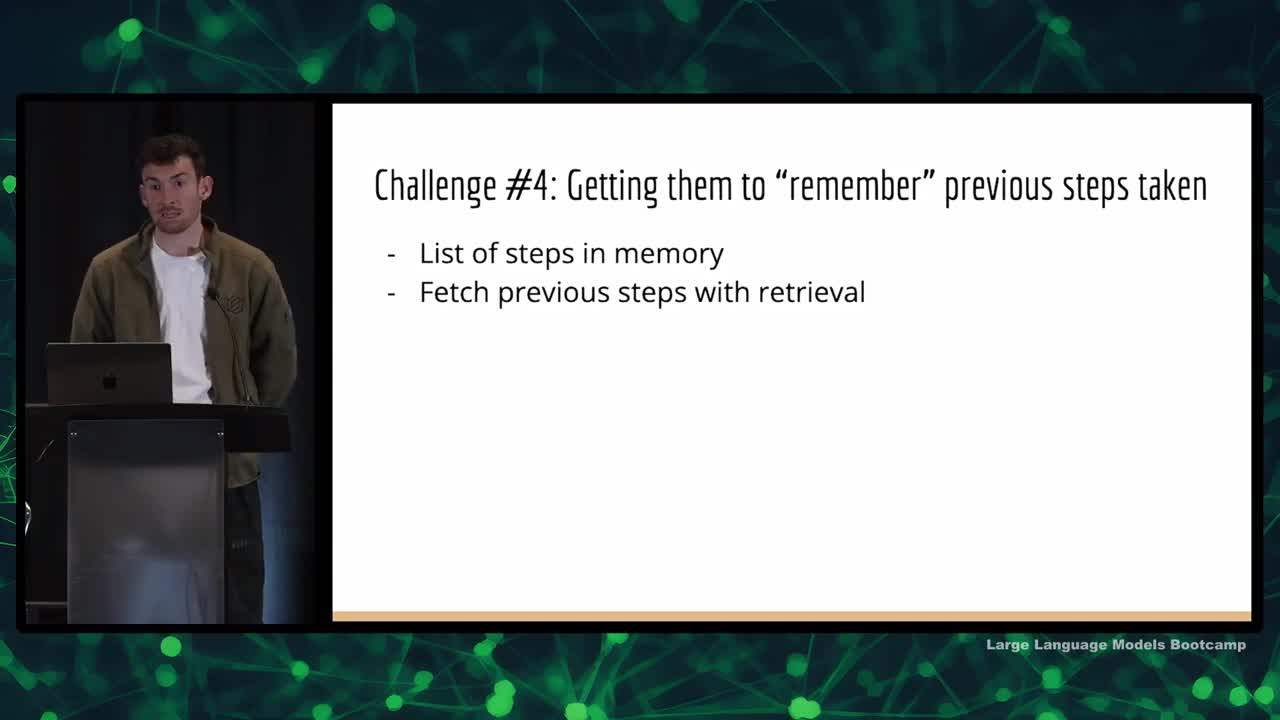 Challenge #4: Getting them to “remember” previous steps taken
- List of steps in memory
- Fetch previous steps with retrieval
Large Language Models Bootcamp